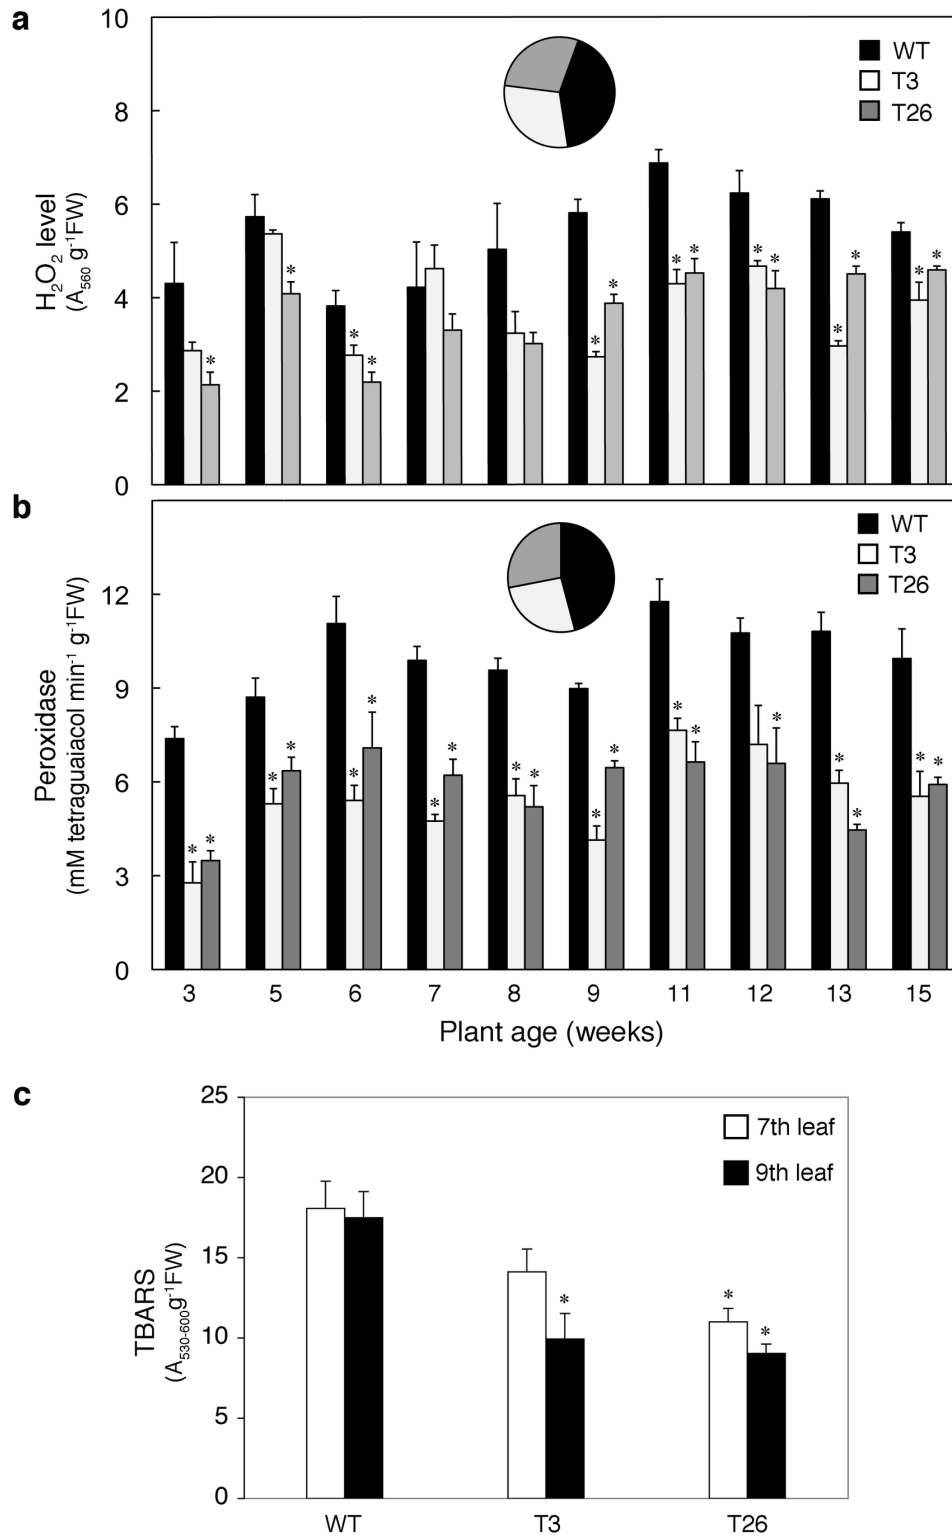 a
10
8
6
4
2
0
H₂O₂ level
(A₅₆₀ g⁻¹FW)
WT
T3
T26
* * * * * * * * * * * * * *
b
12
9
6
3
0
Peroxidase
(mM tetraguaiacol min⁻¹ g⁻¹FW)
WT
T3
T26
* * * * * * * * * * * * * * * * * * *
3 5 6 7 8 9 11 12 13 15
Plant age (weeks)
c
25
20
15
10
5
0
TBARS
(A₅₃₀₋₆₀₀g⁻¹FW)
7th leaf
9th leaf
* * *
WT T3 T26